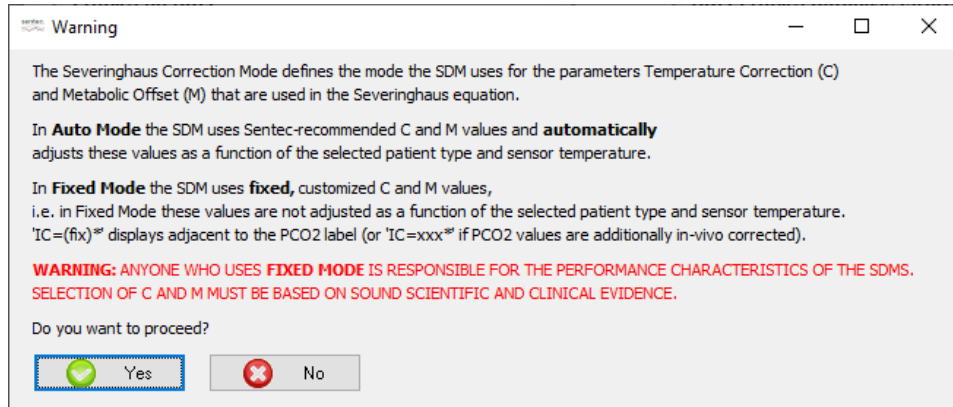 sentec
Warning
The Severinghaus Correction Mode defines the mode the SDM uses for the parameters Temperature Correction (C)
and Metabolic Offset (M) that are used in the Severinghaus equation.
In Auto Mode the SDM uses Sentec-recommended C and M values and automatically
adjusts these values as a function of the selected patient type and sensor temperature.
In Fixed Mode the SDM uses fixed, customized C and M values,
i.e. in Fixed Mode these values are not adjusted as a function of the selected patient type and sensor temperature.
'IC=(fix)*' displays adjacent to the PCO2 label (or 'IC=xxx*' if PCO2 values are additionally in-vivo corrected).
WARNING: ANYONE WHO USES FIXED MODE IS RESPONSIBLE FOR THE PERFORMANCE CHARACTERISTICS OF THE SDMS.
SELECTION OF C AND M MUST BE BASED ON SOUND SCIENTIFIC AND CLINICAL EVIDENCE.
Do you want to proceed?
Yes
No